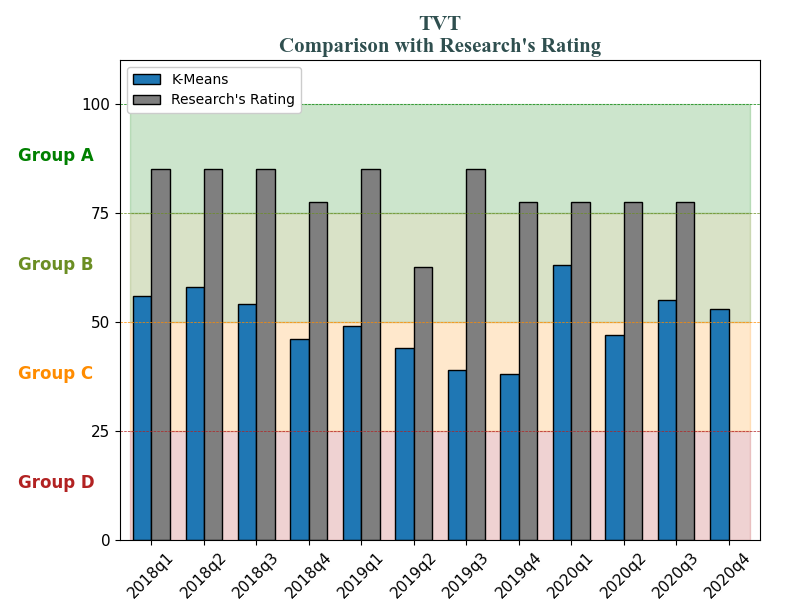 TVT
Comparison with Research's Rating
K-Means
Research's Rating
100
Group A
75
Group B
50
Group C
25
Group D
0
2018q1
2018q2
2018q3
2018q4
2019q1
2019q2
2019q3
2019q4
2020q1
2020q2
2020q3
2020q4